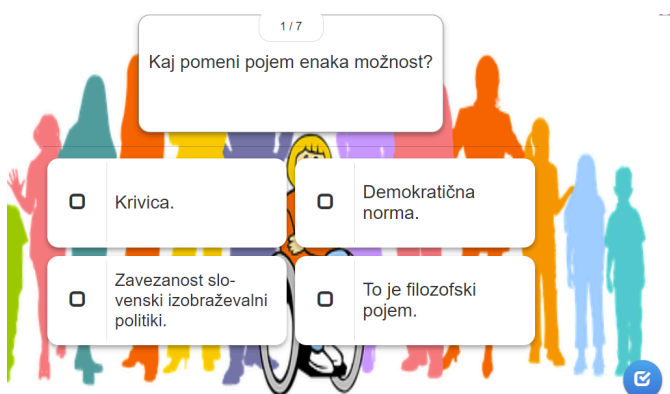 1 / 7
Kaj pomeni pojem enaka možnost?
Krivica.
Demokratična
norma.
Zavezanost slo-
venski izobraževalni
politiki.
To je filozofski
pojem.